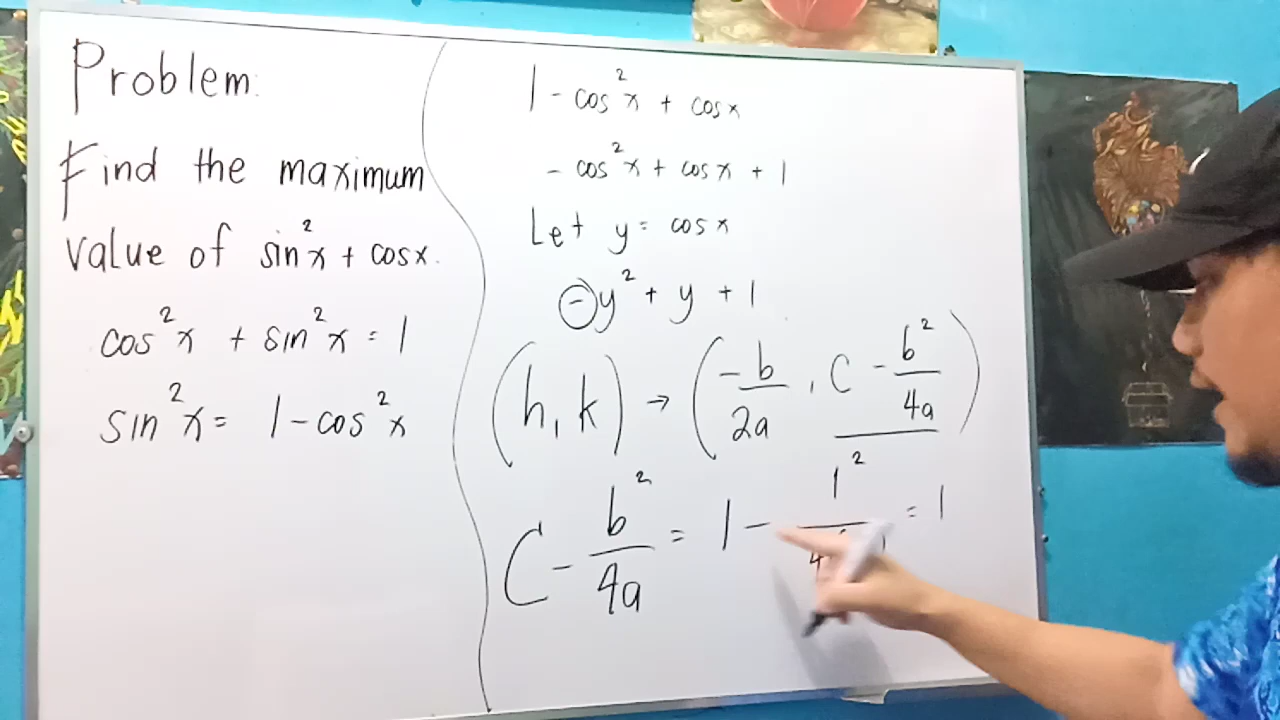 Problem:
Find the maximum
value of sin²x + cosx.
cos²x + sin²x = 1
sin²x = 1 - cos²x
1 - cos²x + cosx
- cos²x + cosx + 1
Let y = cosx
-y² + y + 1
(h, k) → (-b/2a, C - b²/4a)
C - b²/4a = 1 - 1²/4 = 1